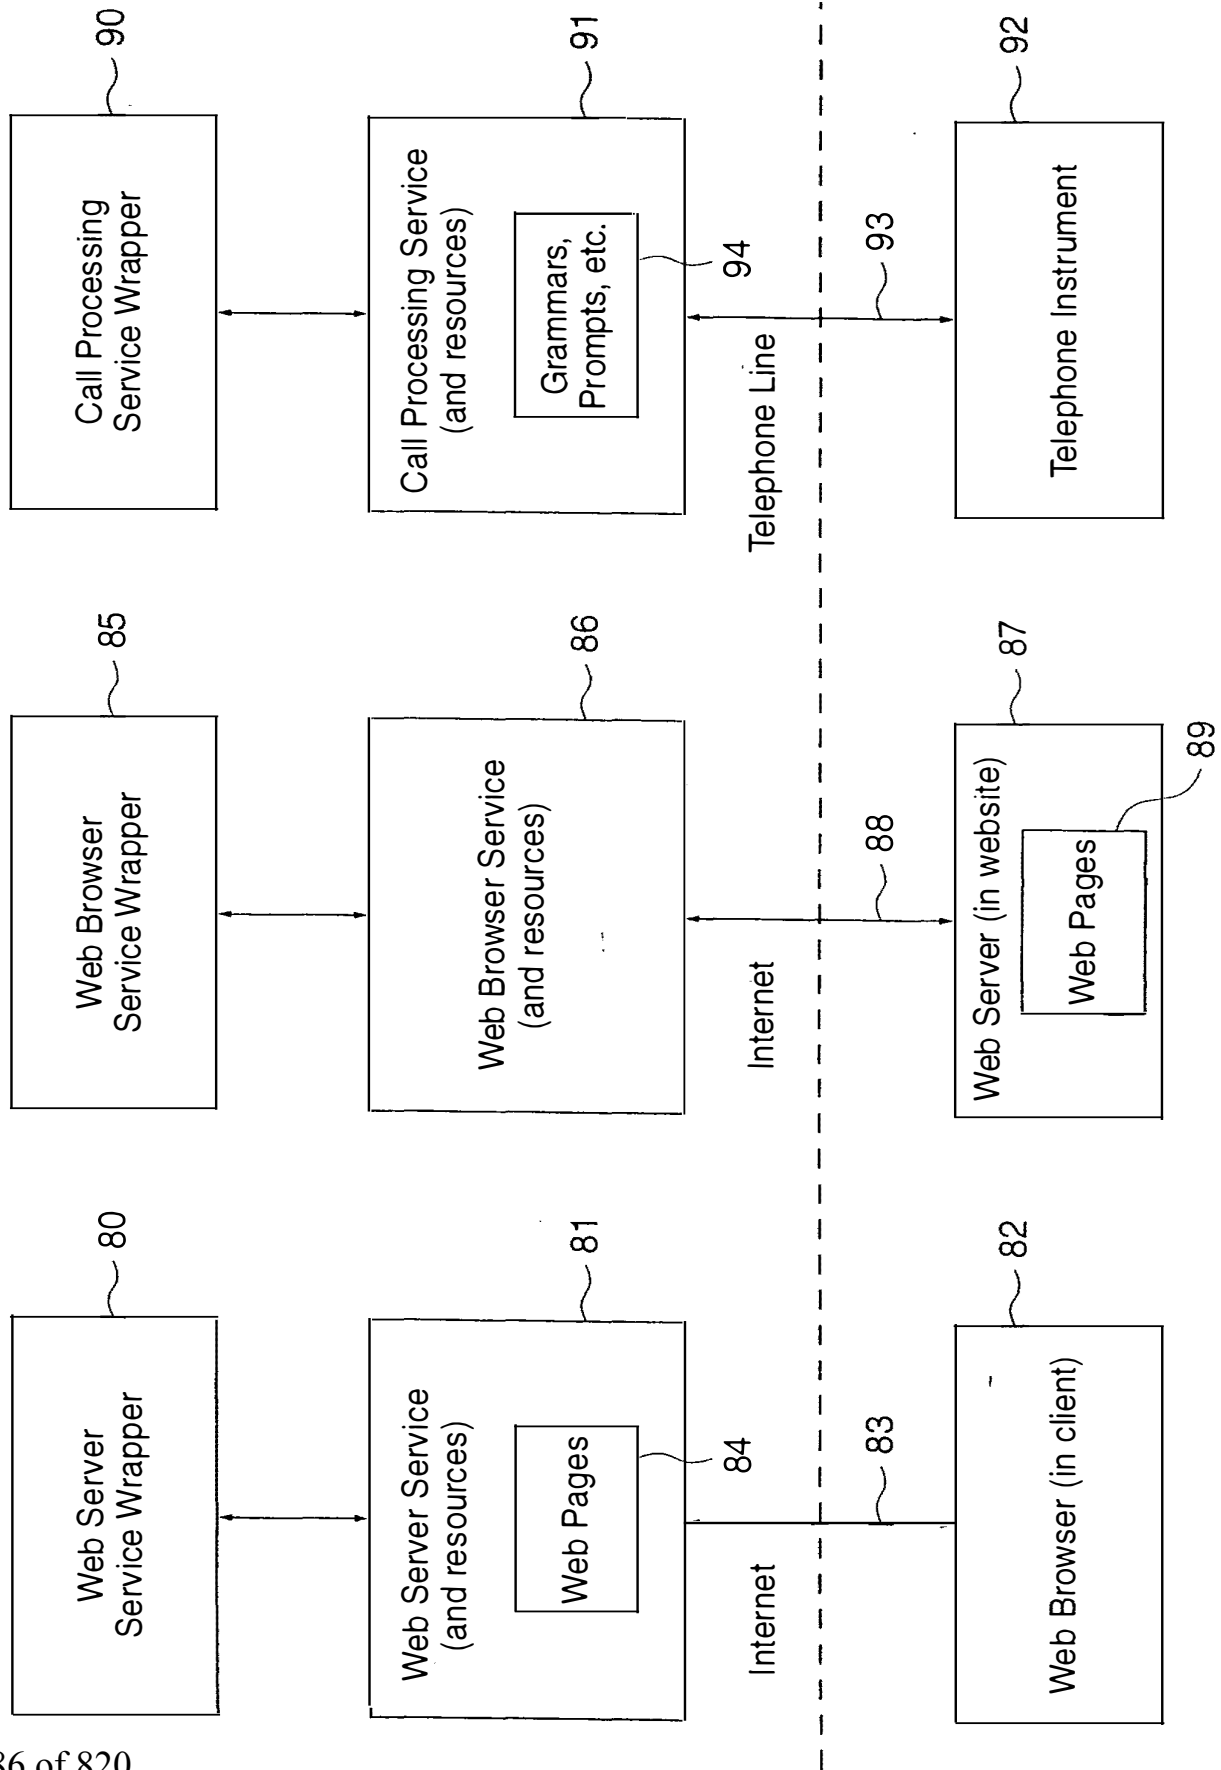 80
Web Server
Service Wrapper
81
Web Server Service
(and resources)
Web Pages
84
Internet
83
82
Web Browser (in client)
85
Web Browser
Service Wrapper
86
Web Browser Service
(and resources)
Internet
88
87
Web Server (in website)
Web Pages
89
90
Call Processing
Service Wrapper
91
Call Processing Service
(and resources)
Grammars,
Prompts, etc.
94
Telephone Line
93
92
Telephone Instrument
86 of 820